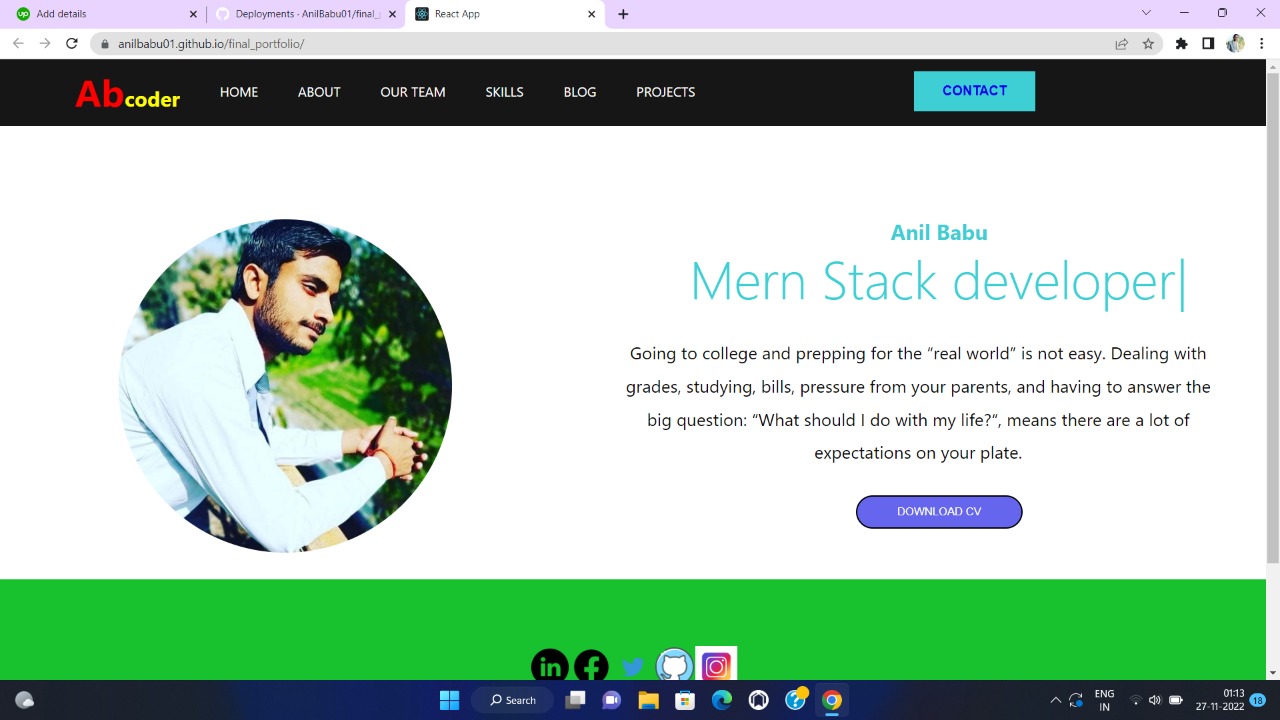 Add details
Deployments - AnilBabu01/final_
React App
anilbabu01.github.io/final_portfolio/
Abcoder
HOME
ABOUT
OUR TEAM
SKILLS
BLOG
PROJECTS
CONTACT
Anil Babu
Mern Stack developer|
Going to college and prepping for the “real world” is not easy. Dealing with
grades, studying, bills, pressure from your parents, and having to answer the
big question: “What should I do with my life?“, means there are a lot of
expectations on your plate.
DOWNLOAD CV
Search
ENG
IN
01:13
27-11-2022
18